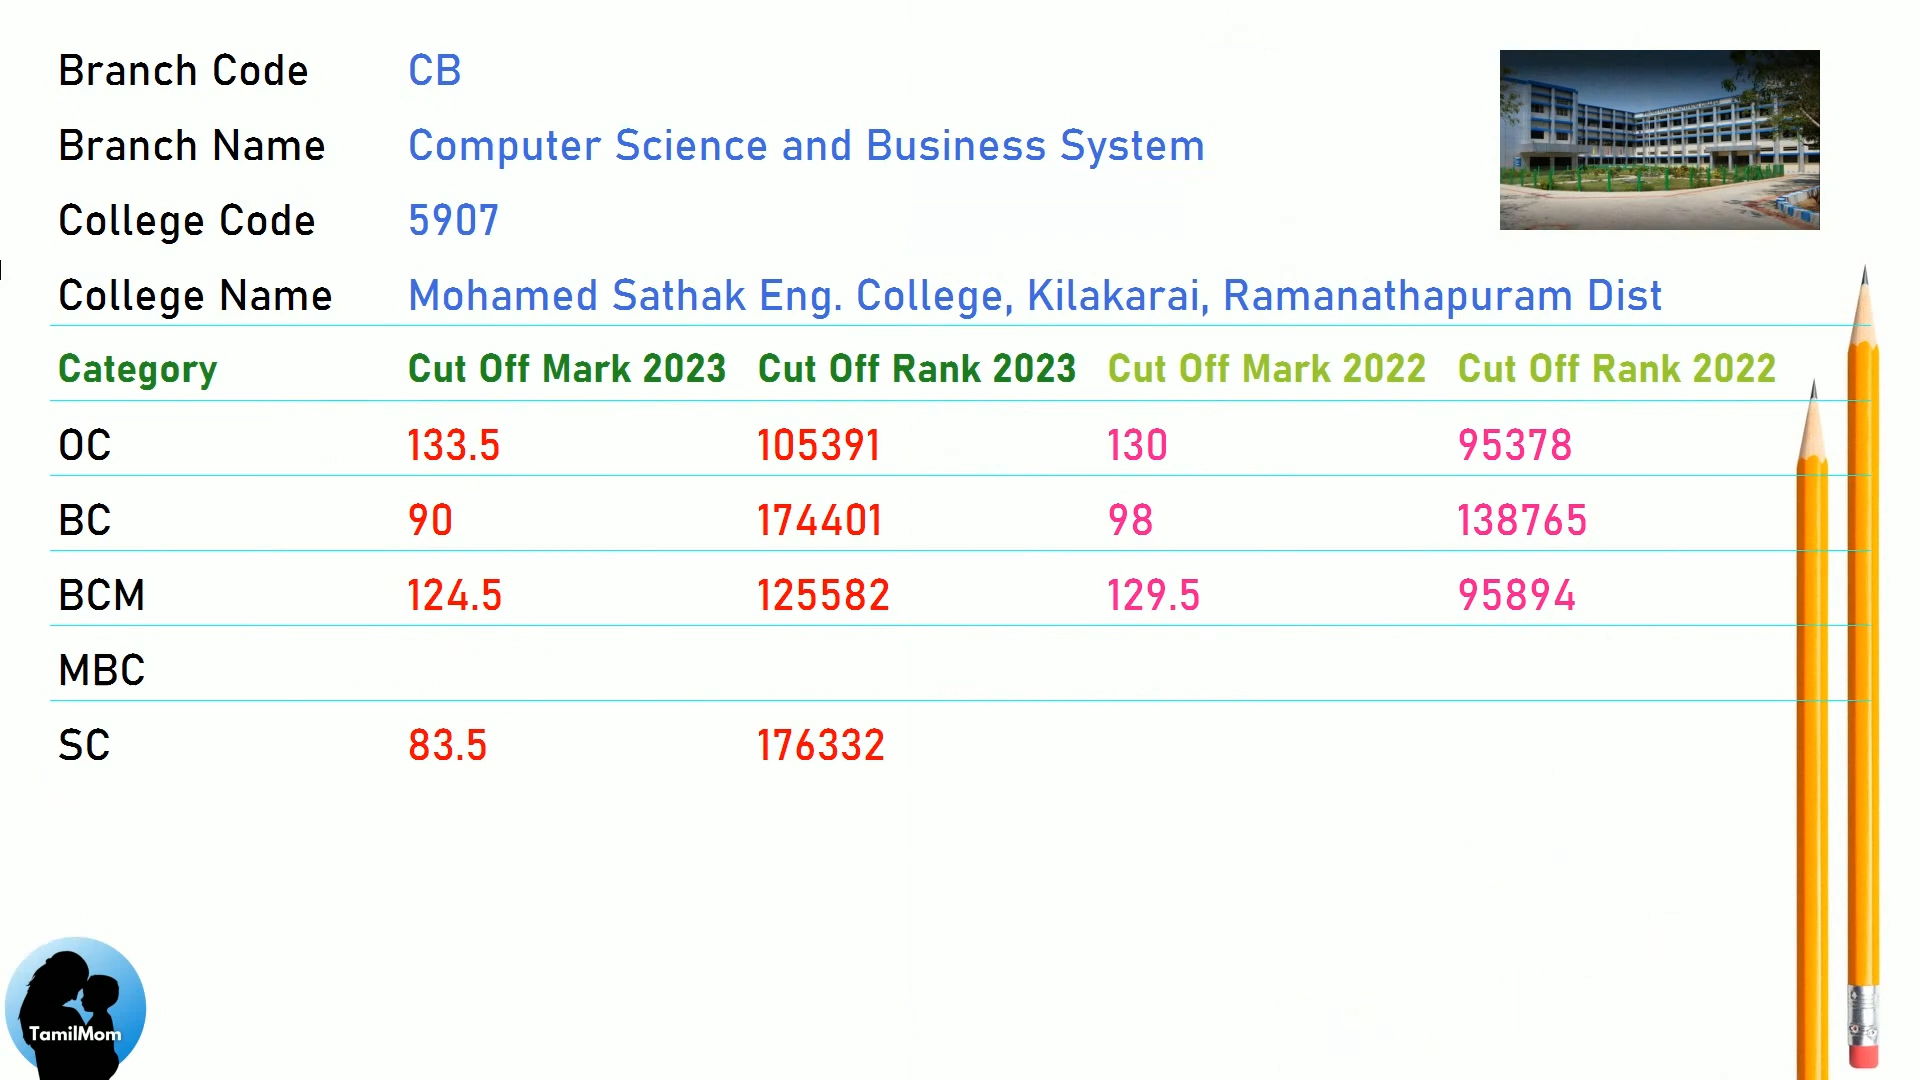 Branch Code CB
Branch Name Computer Science and Business System
College Code 5907
College Name Mohamed Sathak Eng. College, Kilakarai, Ramanathapuram Dist
Category Cut Off Mark 2023 Cut Off Rank 2023 Cut Off Mark 2022 Cut Off Rank 2022
OC 133.5 105391 130 95378
BC 90 174401 98 138765
BCM 124.5 125582 129.5 95894
MBC
SC 83.5 176332
TamilMom